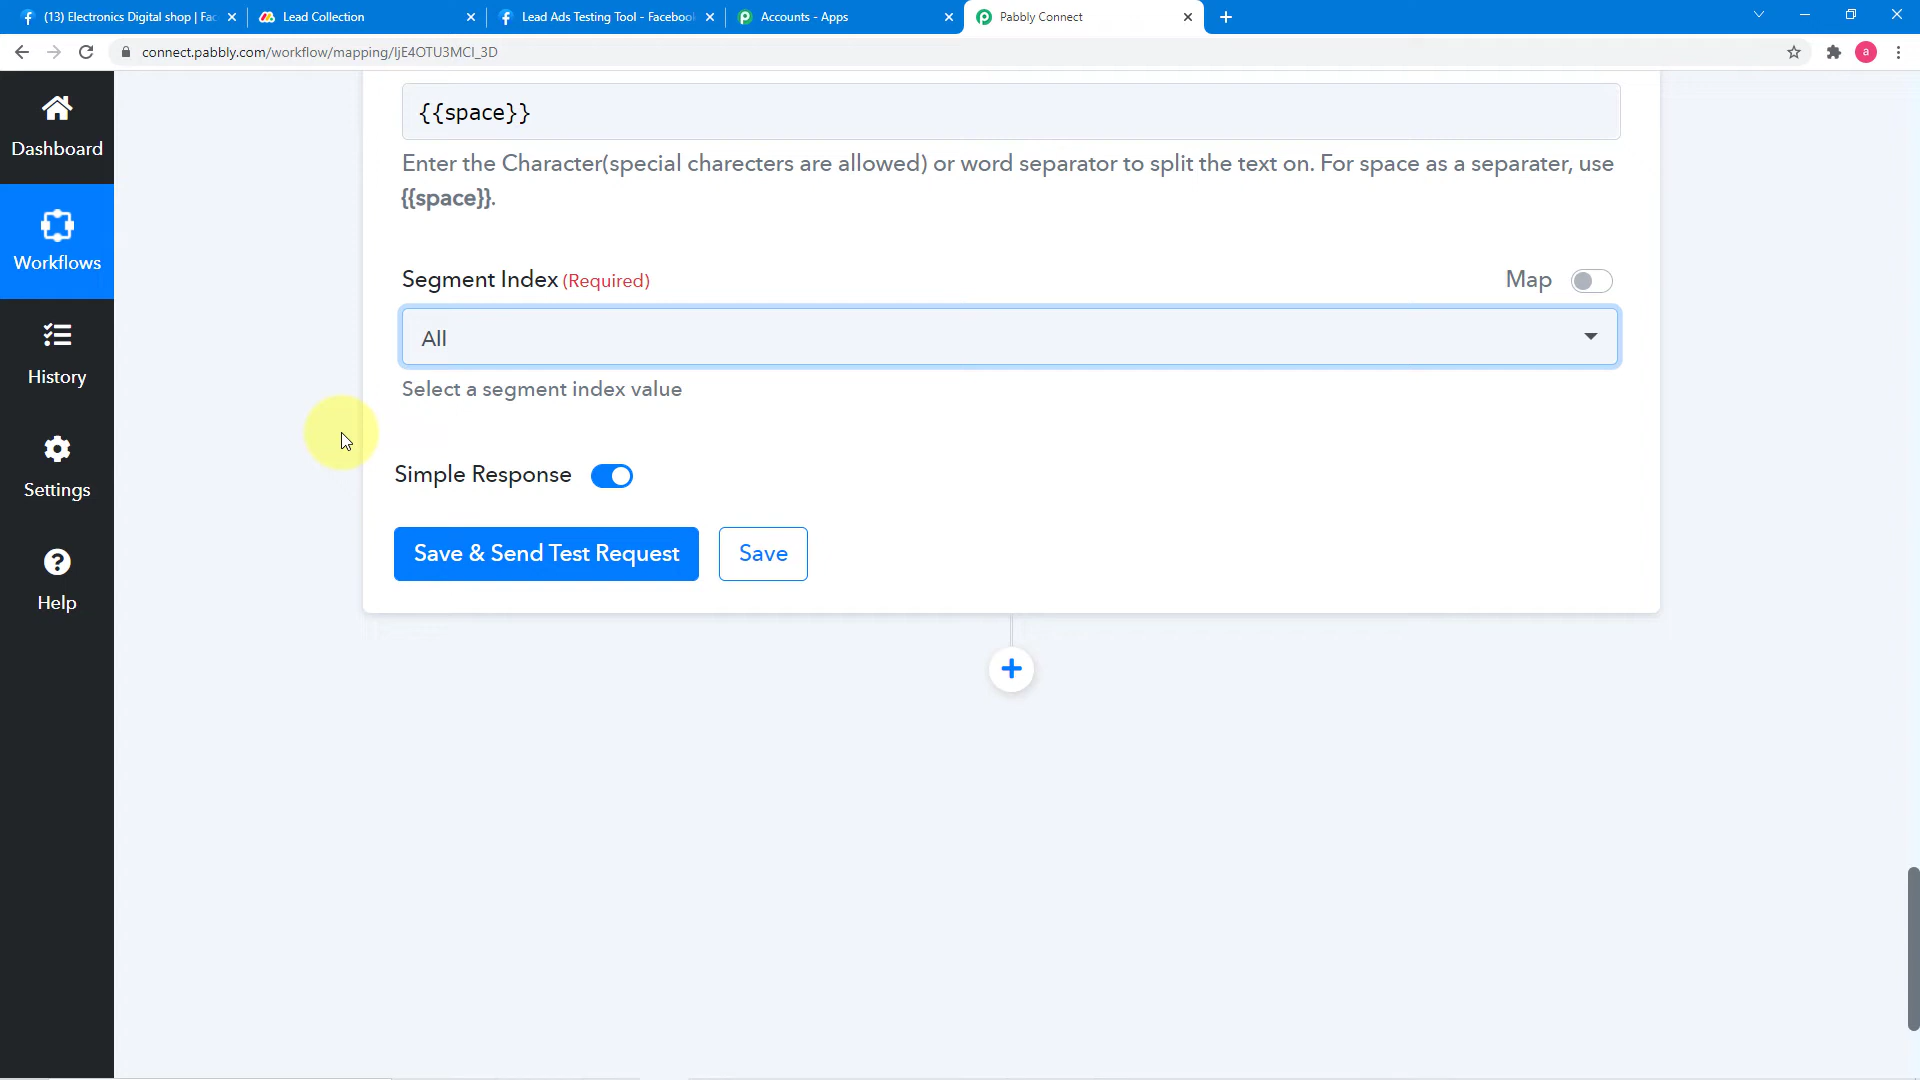 (13) Electronics Digital shop | Fac
Lead Collection
Lead Ads Testing Tool - Facebook
Accounts - Apps
Pabbly Connect
connect.pabbly.com/workflow/mapping/IjE4OTU3MCI_3D
a
Dashboard
Workflows
History
Settings
Help
{{space}}
Enter the Character(special charecters are allowed) or word separator to split the text on. For space as a separater, use
{{space}}.
Segment Index (Required)
Map
All
Select a segment index value
Simple Response
Save & Send Test Request
Save